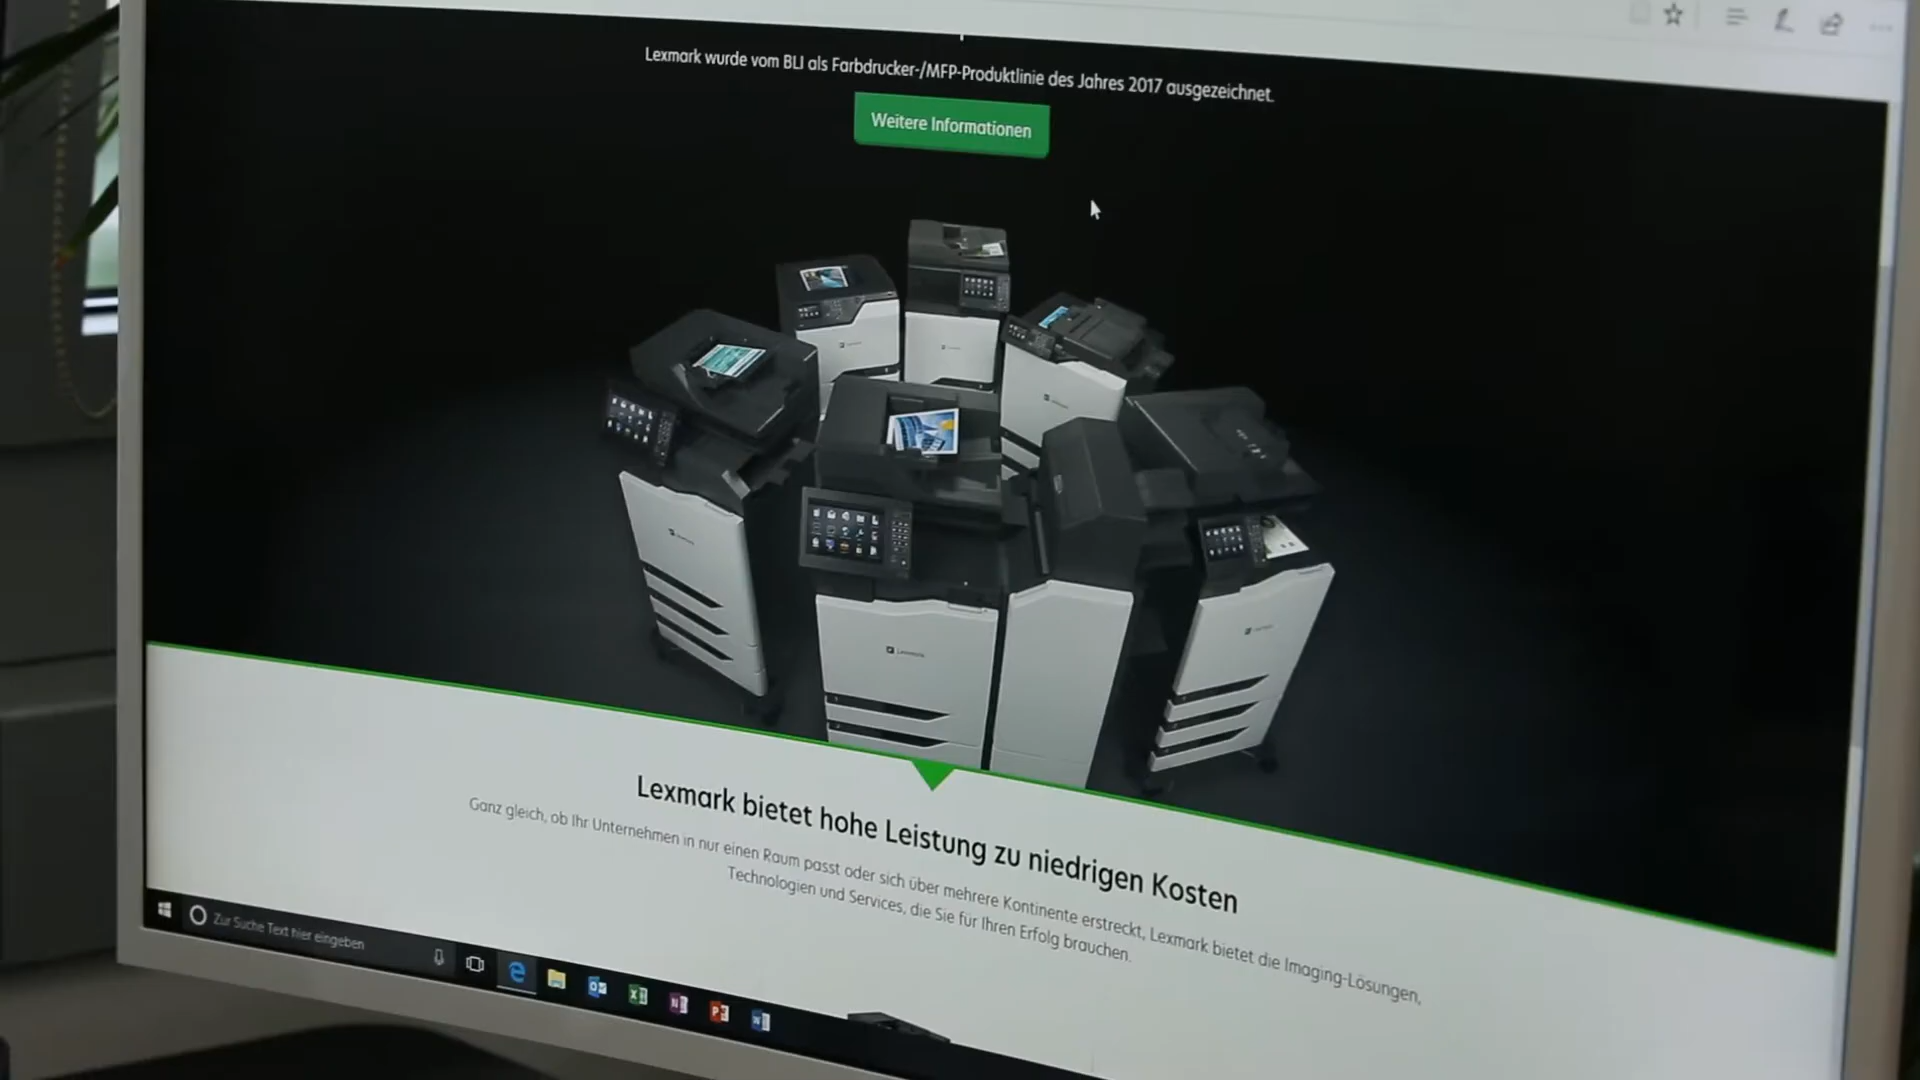 Lexmark wurde vom BLI als Farbdrucker-/MFP-Produktlinie des Jahres 2017 ausgezeichnet.
Weitere Informationen
Lexmark
Lexmark bietet hohe Leistung zu niedrigen Kosten
Ganz gleich, ob Ihr Unternehmen in nur einen Raum passt oder sich über mehrere Kontinente erstreckt, Lexmark bietet die Imaging-Lösungen,
Technologien und Services, die Sie für Ihren Erfolg brauchen.
Zur Suche Text hier eingeben